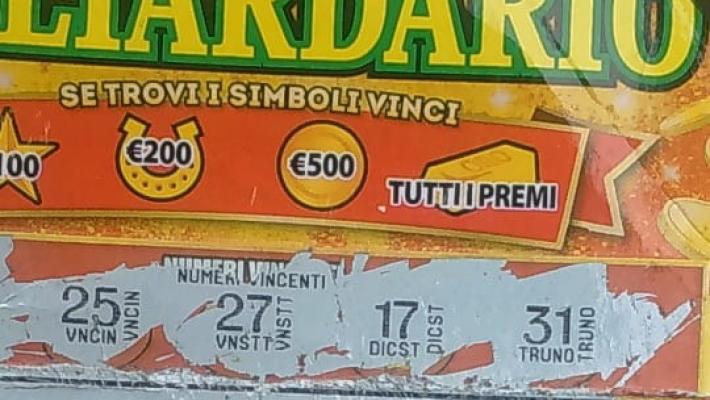 LIARDARIO
SE TROVI I SIMBOLI VINCI
100 €200 €500 TUTTI I PREMI
NUMERI VINCENTI
25 27 17 31
VNCIN VNSTT DICST TRUNO
VNCIN VNSTT DICST TRUNO